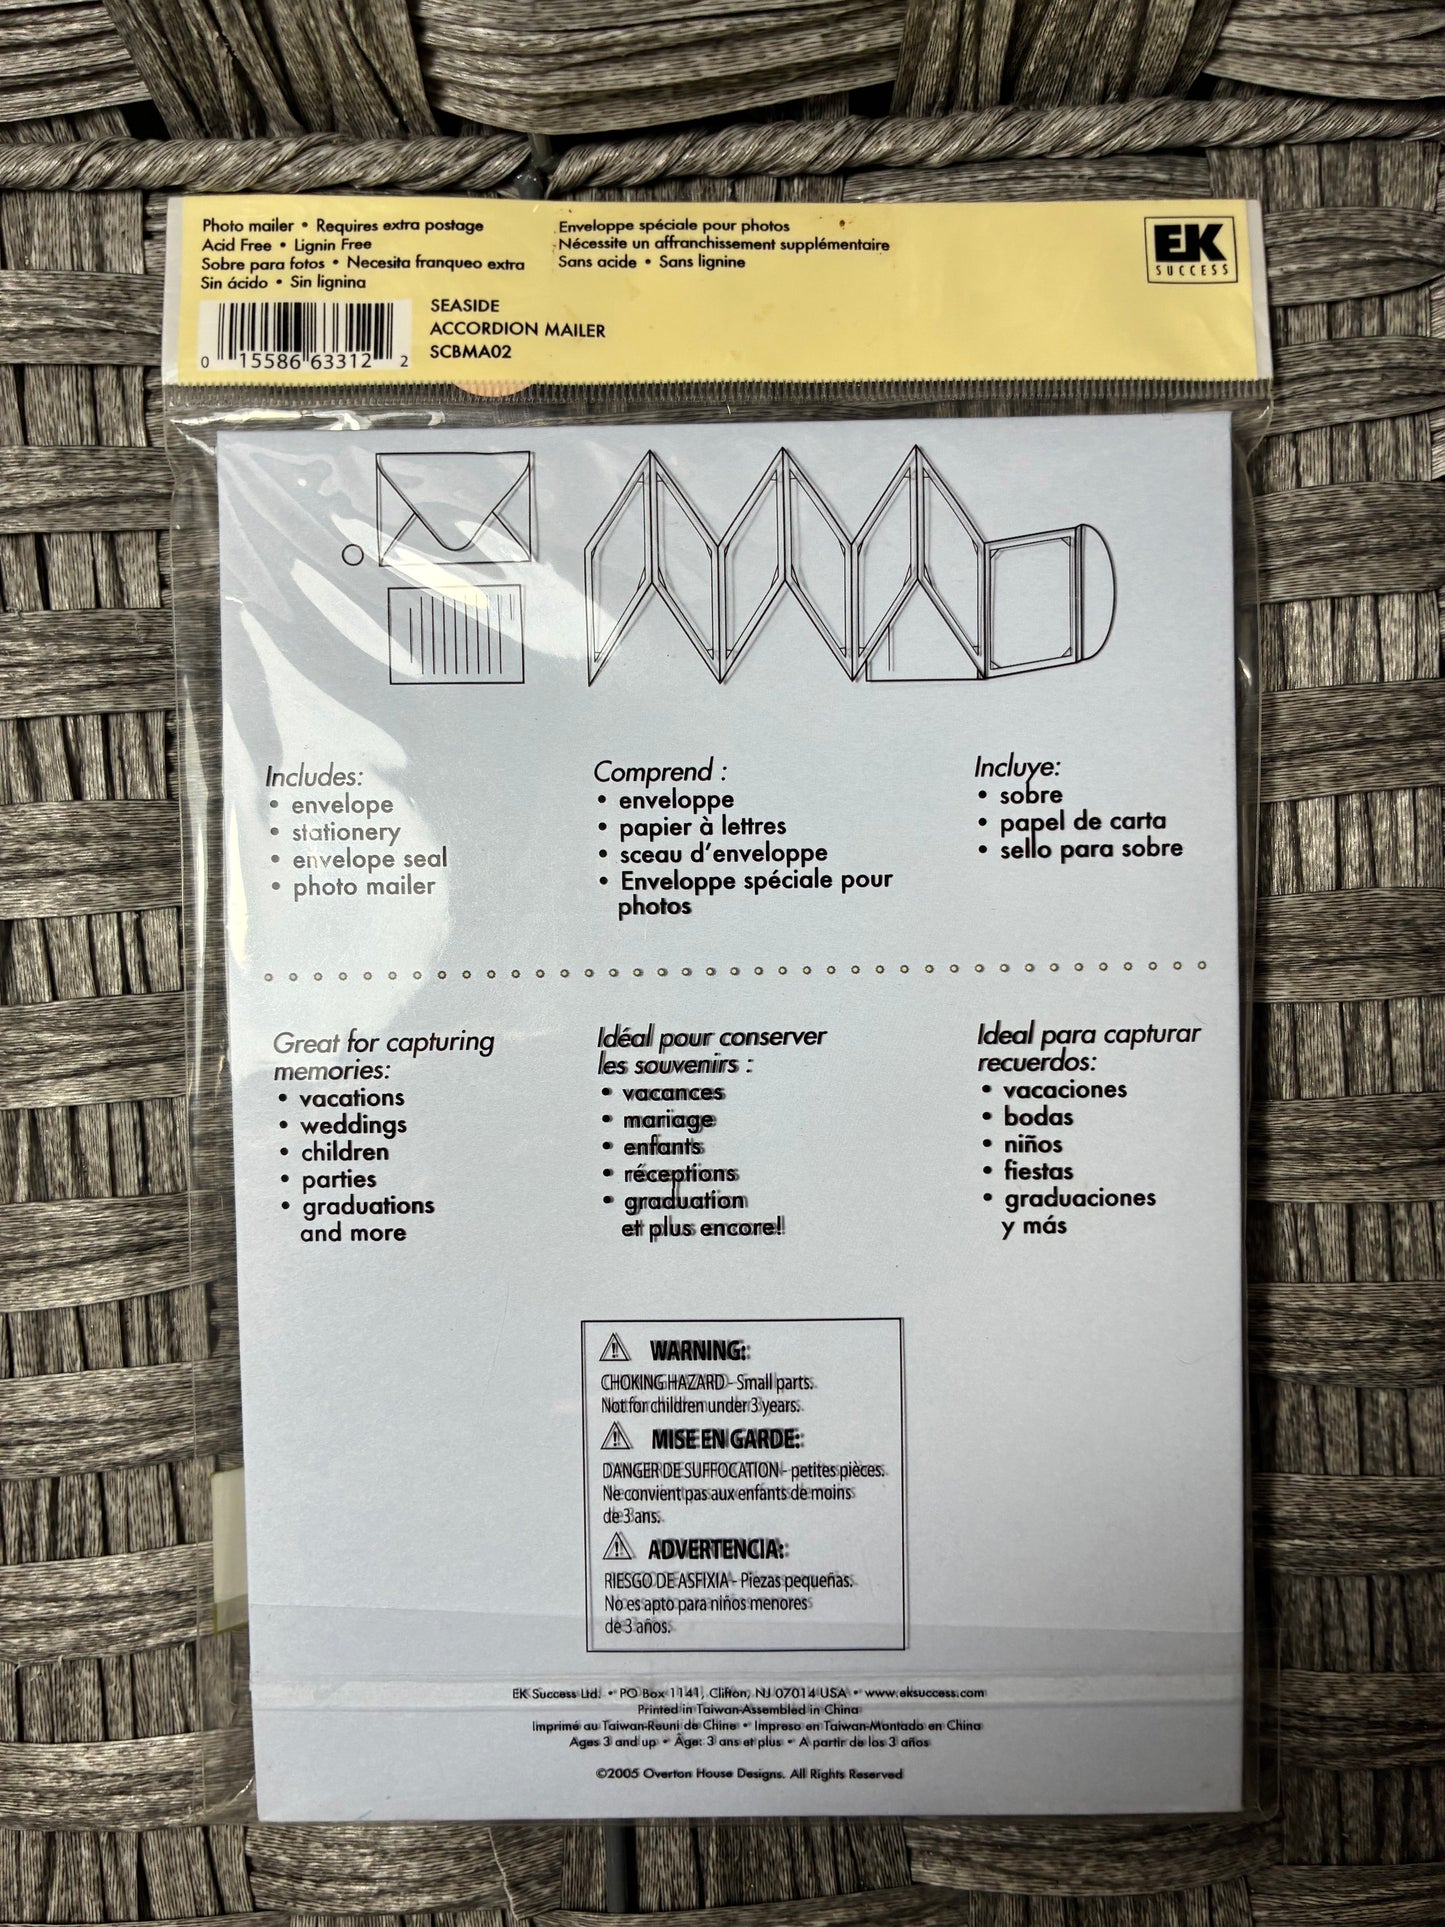 Photo mailer • Requires extra postage
Acid Free • Lignin Free
Sobre para fotos • Necesita franqueo extra
Sin ácido • Sin lignina
Enveloppe spéciale pour photos
Nécessite un affranchissement supplémentaire
Sans acide • Sans lignine
EK
SUCCESS
0 15586 63312 2
SEASIDE
ACCORDION MAILER
SCBMA02
Includes:
• envelope
• stationery
• envelope seal
• photo mailer
Comprend :
• enveloppe
• papier à lettres
• sceau d'enveloppe
• Enveloppe spéciale pour
photos
Incluye:
• sobre
• papel de carta
• sello para sobre
Great for capturing
memories:
• vacations
• weddings
• children
• parties
• graduations
and more
Idéal pour conserver
les souvenirs :
• vacances
• mariage
• enfants
• réceptions
• graduation
et plus encore!
Ideal para capturar
recuerdos:
• vacaciones
• bodas
• niños
• fiestas
• graduaciones
y más
WARNING:
CHOKING HAZARD - Small parts.
Not for children under 3 years.
MISE EN GARDE:
DANGER DE SUFFOCATION - petites pièces.
Ne convient pas aux enfants de moins
de 3 ans.
ADVERTENCIA:
RIESGO DE ASFIXIA - Piezas pequeñas.
No es apto para niños menores
de 3 años.
EK Success Ltd. • PO Box 1141, Clifton, NJ 07014 USA • www.eksuccess.com
Printed in Taiwan-Assembled in China
Imprimé au Taiwan-Reuni de Chine • Impreso en Taiwan-Montado en China
Ages 3 and up • Âge: 3 ans et plus • A partir de los 3 años
©2005 Overton House Designs. All Rights Reserved